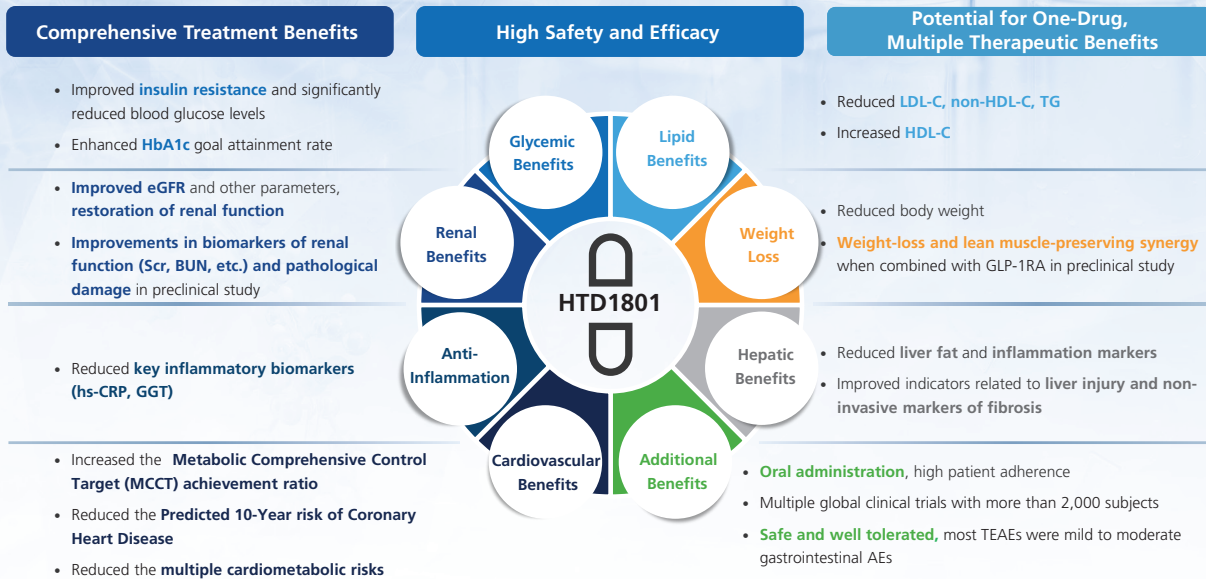 Comprehensive Treatment Benefits
High Safety and Efficacy
Potential for One-Drug,
Multiple Therapeutic Benefits
• Improved insulin resistance and significantly
reduced blood glucose levels
• Enhanced HbA1c goal attainment rate
• Improved eGFR and other parameters,
restoration of renal function
• Improvements in biomarkers of renal
function (Scr, BUN, etc.) and pathological
damage in preclinical study
• Reduced key inflammatory biomarkers
(hs-CRP, GGT)
• Increased the Metabolic Comprehensive Control
Target (MCCT) achievement ratio
• Reduced the Predicted 10-Year risk of Coronary
Heart Disease
• Reduced the multiple cardiometabolic risks
Glycemic
Benefits
Lipid
Benefits
Renal
Benefits
Weight
Loss
HTD1801
Anti-
Inflammation
Hepatic
Benefits
Cardiovascular
Benefits
Additional
Benefits
• Reduced LDL-C, non-HDL-C, TG
• Increased HDL-C
• Reduced body weight
• Weight-loss and lean muscle-preserving synergy
when combined with GLP-1RA in preclinical study
• Reduced liver fat and inflammation markers
• Improved indicators related to liver injury and non-
invasive markers of fibrosis
• Oral administration, high patient adherence
• Multiple global clinical trials with more than 2,000 subjects
• Safe and well tolerated, most TEAEs were mild to moderate
gastrointestinal AEs